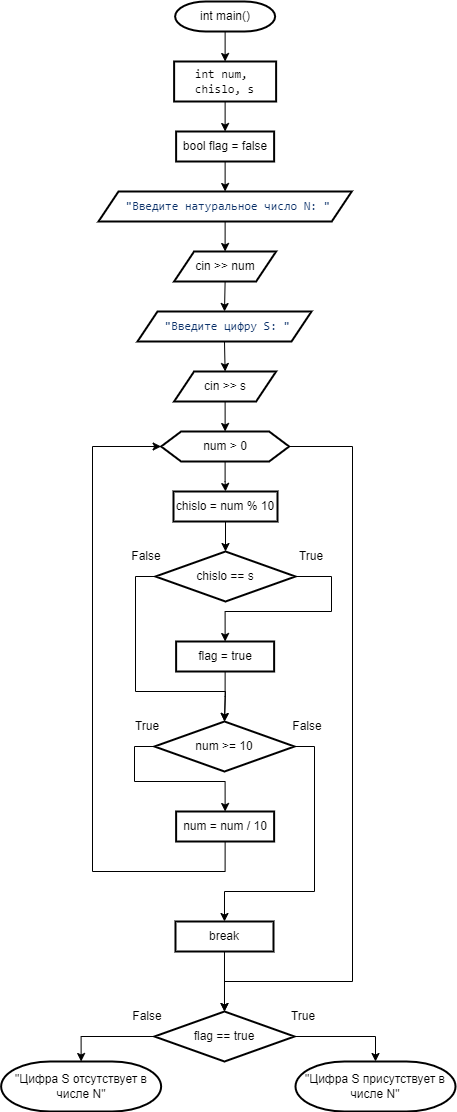 int main()
int num,
chislo, s
bool flag = false
"Введите натуральное число N: "
cin >> num
"Введите цифру S: "
cin >> s
num > 0
chislo = num % 10
False
True
chislo == s
flag = true
True
False
num >= 10
num = num / 10
break
False
True
flag == true
"Цифра S отсутствует в
числе N"
"Цифра S присутствует в
числе N"